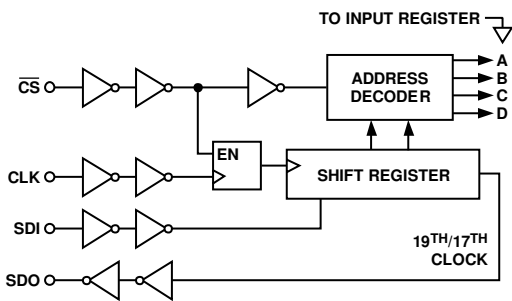 TO INPUT REGISTER
CS
ADDRESS
DECODER
A
B
C
D
EN
CLK
SHIFT REGISTER
SDI
19TH/17TH
CLOCK
SDO